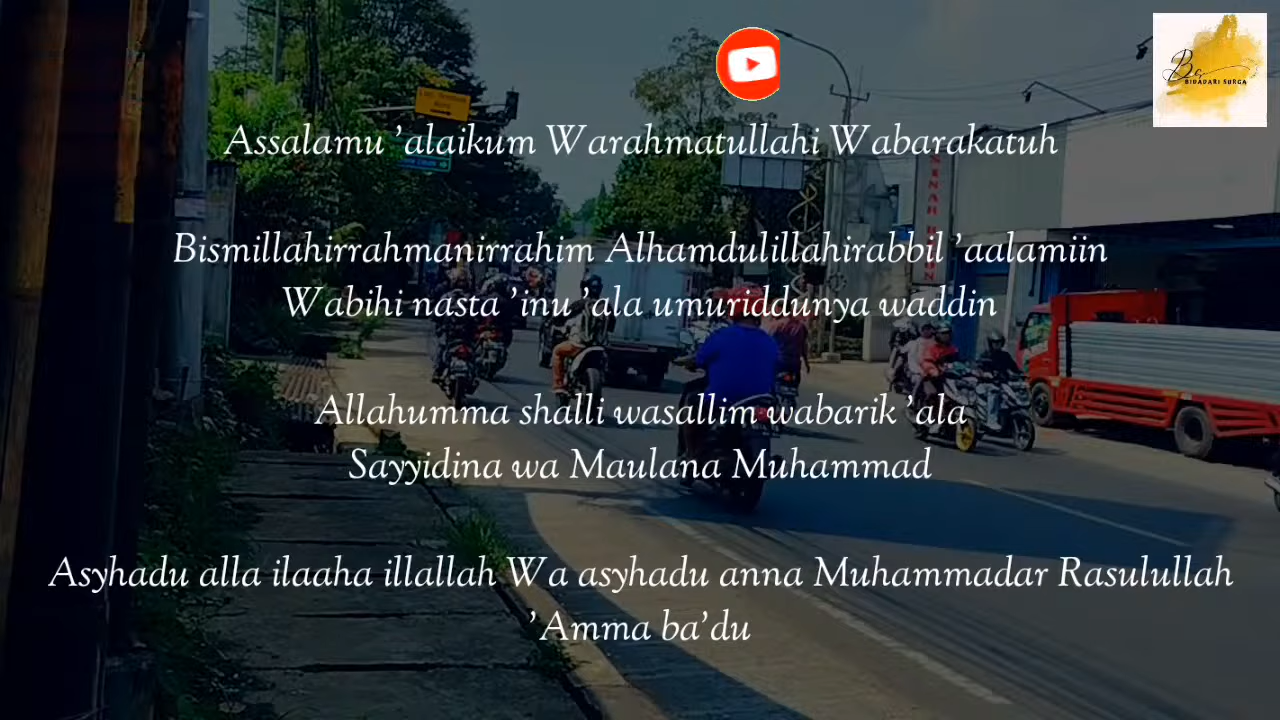 BIDADARI SURGA
Assalamu 'alaikum Warahmatullahi Wabarakatuh
Bismillahirrahmanirrahim Alhamdulillahirabbil 'aalamiin
Wabihi nasta 'inu 'ala umuriddunya waddin
Allahumma shalli wasallim wabarik 'ala
Sayyidina wa Maulana Muhammad
Asyhadu alla ilaaha illallah Wa asyhadu anna Muhammadar Rasulullah
'Amma ba'du